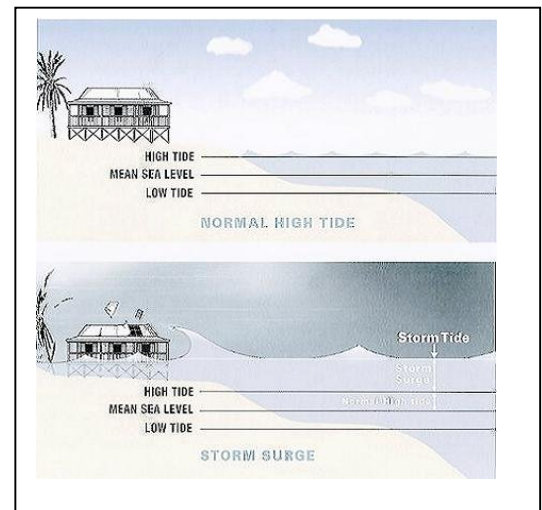 HIGH TIDE
MEAN SEA LEVEL
LOW TIDE
NORMAL HIGH TIDE
Storm Tide
Storm
Surge
HIGH TIDE
Normal High Tide
MEAN SEA LEVEL
LOW TIDE
STORM SURGE